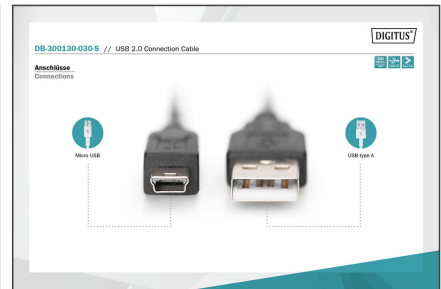 DIGITUS®
DB-300130-030-S // USB 2.0 Connection Cable
Anschlüsse
Connections
Micro USB
USB type A